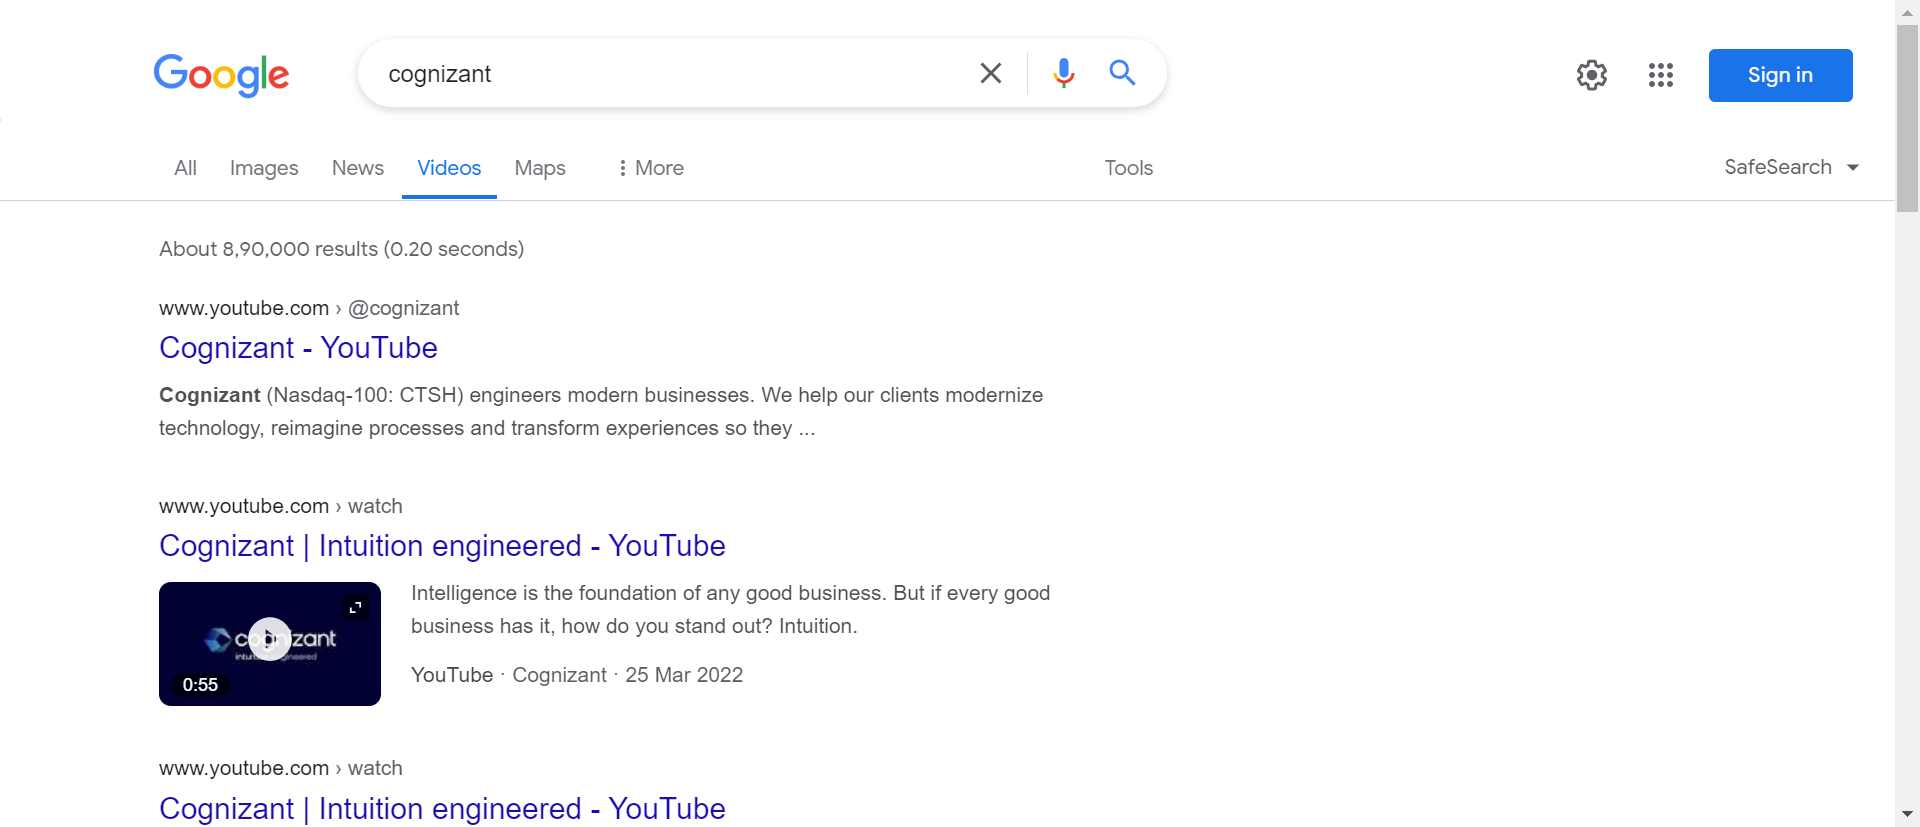 Google
cognizant
Sign in
All Images News Videos Maps More Tools SafeSearch
About 8,90,000 results (0.20 seconds)
www.youtube.com › @cognizant
Cognizant - YouTube
Cognizant (Nasdaq-100: CTSH) engineers modern businesses. We help our clients modernize
technology, reimagine processes and transform experiences so they ...
www.youtube.com › watch
Cognizant | Intuition engineered - YouTube
cognizant
0:55
Intelligence is the foundation of any good business. But if every good
business has it, how do you stand out? Intuition.
YouTube · Cognizant · 25 Mar 2022
www.youtube.com › watch
Cognizant | Intuition engineered - YouTube